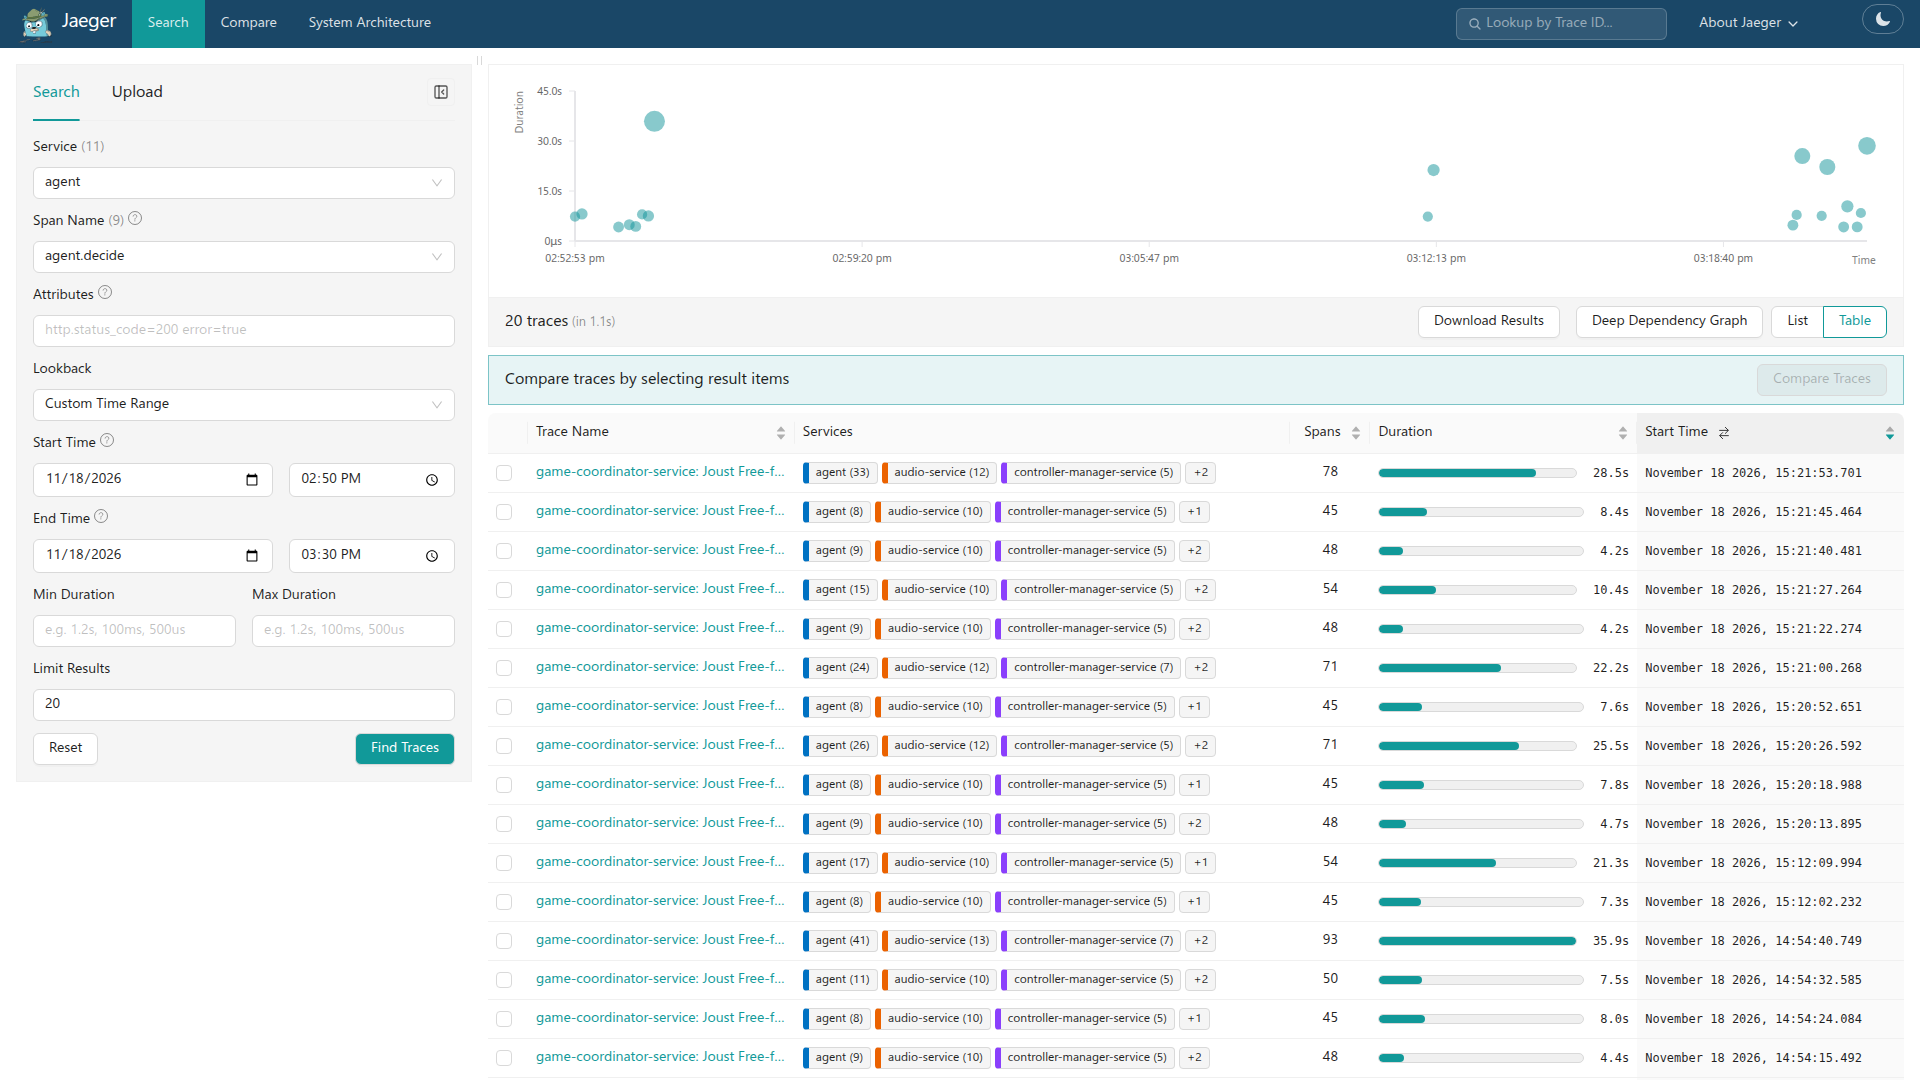 Jaeger Search Compare System Architecture Lookup by Trace ID... About Jaeger
Search Upload
Service (11)
agent
Span Name (9)
agent.decide
Attributes
http.status_code=200 error=true
Lookback
Custom Time Range
Start Time
11/18/2026 02:50 PM
End Time
11/18/2026 03:30 PM
Min Duration Max Duration
e.g. 1.2s, 100ms, 500us e.g. 1.2s, 100ms, 500us
Limit Results
20
Reset Find Traces
Duration
45.0s
30.0s
15.0s
0µs
02:52:53 pm 02:59:20 pm 03:05:47 pm 03:12:13 pm 03:18:40 pm Time
20 traces (in 1.1s) Download Results Deep Dependency Graph List Table
Compare traces by selecting result items Compare Traces
Trace Name Services Spans Duration Start Time
game-coordinator-service: Joust Free-f... agent (33) audio-service (12) controller-manager-service (5) +2 78 28.5s November 18 2026, 15:21:53.701
game-coordinator-service: Joust Free-f... agent (8) audio-service (10) controller-manager-service (5) +1 45 8.4s November 18 2026, 15:21:45.464
game-coordinator-service: Joust Free-f... agent (9) audio-service (10) controller-manager-service (5) +2 48 4.2s November 18 2026, 15:21:40.481
game-coordinator-service: Joust Free-f... agent (15) audio-service (10) controller-manager-service (5) +2 54 10.4s November 18 2026, 15:21:27.264
game-coordinator-service: Joust Free-f... agent (9) audio-service (10) controller-manager-service (5) +2 48 4.2s November 18 2026, 15:21:22.274
game-coordinator-service: Joust Free-f... agent (24) audio-service (12) controller-manager-service (7) +2 71 22.2s November 18 2026, 15:21:00.268
game-coordinator-service: Joust Free-f... agent (8) audio-service (10) controller-manager-service (5) +1 45 7.6s November 18 2026, 15:20:52.651
game-coordinator-service: Joust Free-f... agent (26) audio-service (12) controller-manager-service (5) +2 71 25.5s November 18 2026, 15:20:26.592
game-coordinator-service: Joust Free-f... agent (8) audio-service (10) controller-manager-service (5) +1 45 7.8s November 18 2026, 15:20:18.988
game-coordinator-service: Joust Free-f... agent (9) audio-service (10) controller-manager-service (5) +2 48 4.7s November 18 2026, 15:20:13.895
game-coordinator-service: Joust Free-f... agent (17) audio-service (10) controller-manager-service (5) +1 54 21.3s November 18 2026, 15:12:09.994
game-coordinator-service: Joust Free-f... agent (8) audio-service (10) controller-manager-service (5) +1 45 7.3s November 18 2026, 15:12:02.232
game-coordinator-service: Joust Free-f... agent (41) audio-service (13) controller-manager-service (7) +2 93 35.9s November 18 2026, 14:54:40.749
game-coordinator-service: Joust Free-f... agent (11) audio-service (10) controller-manager-service (5) +2 50 7.5s November 18 2026, 14:54:32.585
game-coordinator-service: Joust Free-f... agent (8) audio-service (10) controller-manager-service (5) +1 45 8.0s November 18 2026, 14:54:24.084
game-coordinator-service: Joust Free-f... agent (9) audio-service (10) controller-manager-service (5) +2 48 4.4s November 18 2026, 14:54:15.492